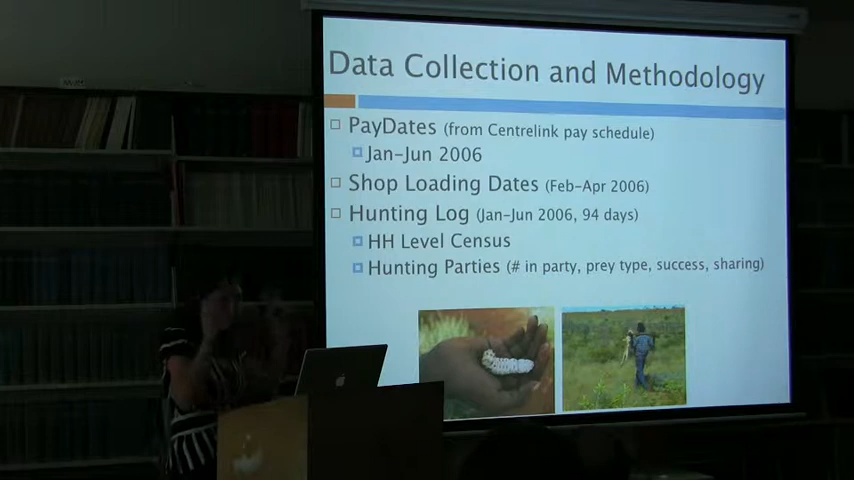 Data Collection and Methodology
PayDates (from Centrelink pay schedule)
Jan-Jun 2006
Shop Loading Dates (Feb-Apr 2006)
Hunting Log (Jan-Jun 2006, 94 days)
HH Level Census
Hunting Parties (# in party, prey type, success, sharing)